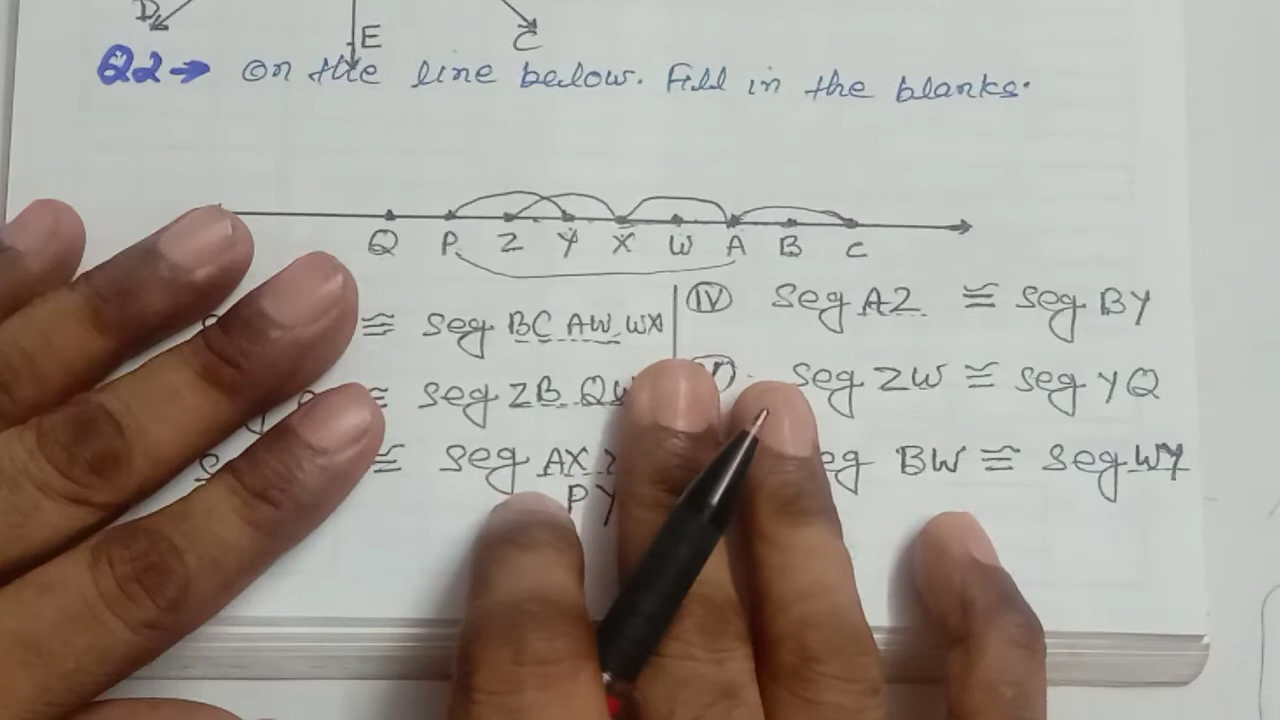 D E C
Q2→ on the line below. Fill in the blanks.
Q P Z Y X W A B C
≅ seg BC AW WX
≅ seg ZB
≅ seg AX
PY
(IV) seg AZ ≅ seg BY
seg ZW ≅ seg YQ
BW ≅ seg WY